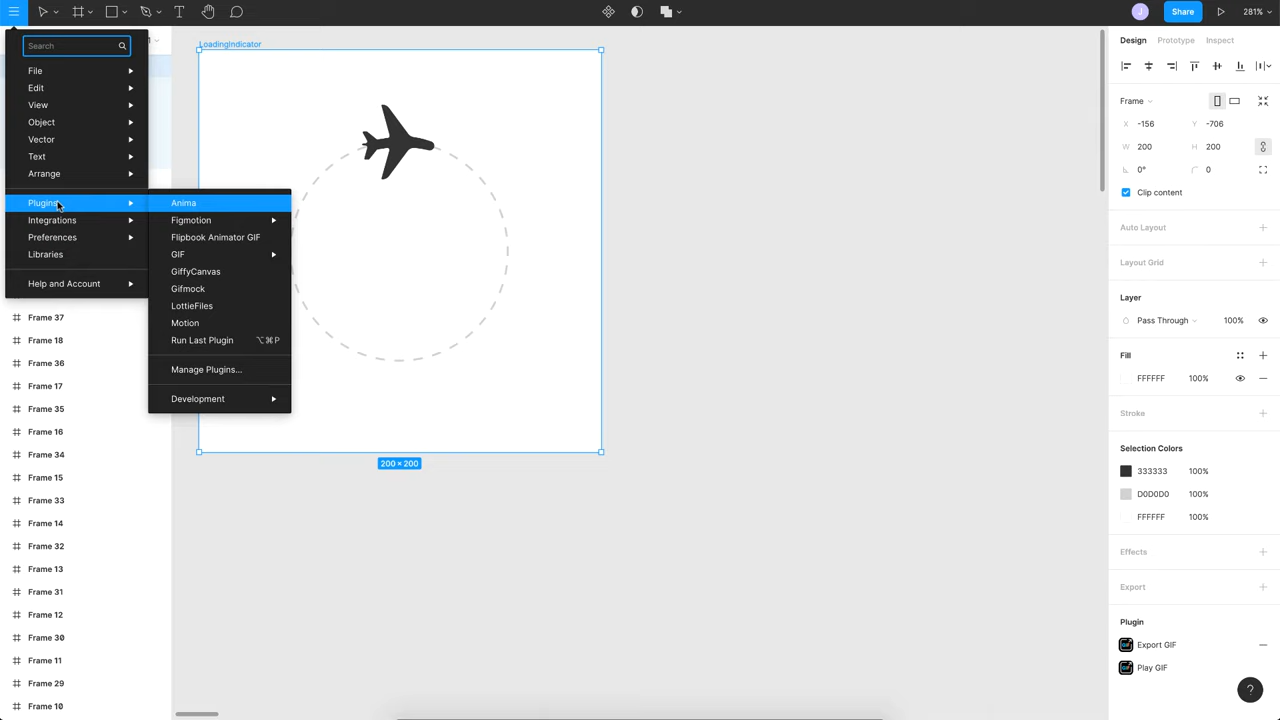 J
Share
281%
Search
File
Edit
View
Object
Vector
Text
Arrange
Plugins
Integrations
Preferences
Libraries
Help and Account
Anima
Figmotion
Flipbook Animator GIF
GIF
GiffyCanvas
Gifmock
LottieFiles
Motion
Run Last Plugin ⌥⌘P
Manage Plugins...
Development
Frame 37
Frame 18
Frame 36
Frame 17
Frame 35
Frame 16
Frame 34
Frame 15
Frame 33
Frame 14
Frame 32
Frame 13
Frame 31
Frame 12
Frame 30
Frame 11
Frame 29
Frame 10
LoadingIndicator
200 × 200
Design Prototype Inspect
Frame
X -156 Y -706
W 200 H 200
0° 0
Clip content
Auto Layout
Layout Grid
Layer
Pass Through 100%
Fill
FFFFFF 100%
Stroke
Selection Colors
333333 100%
D0D0D0 100%
FFFFFF 100%
Effects
Export
Plugin
GIF Export GIF
GIF Play GIF
?